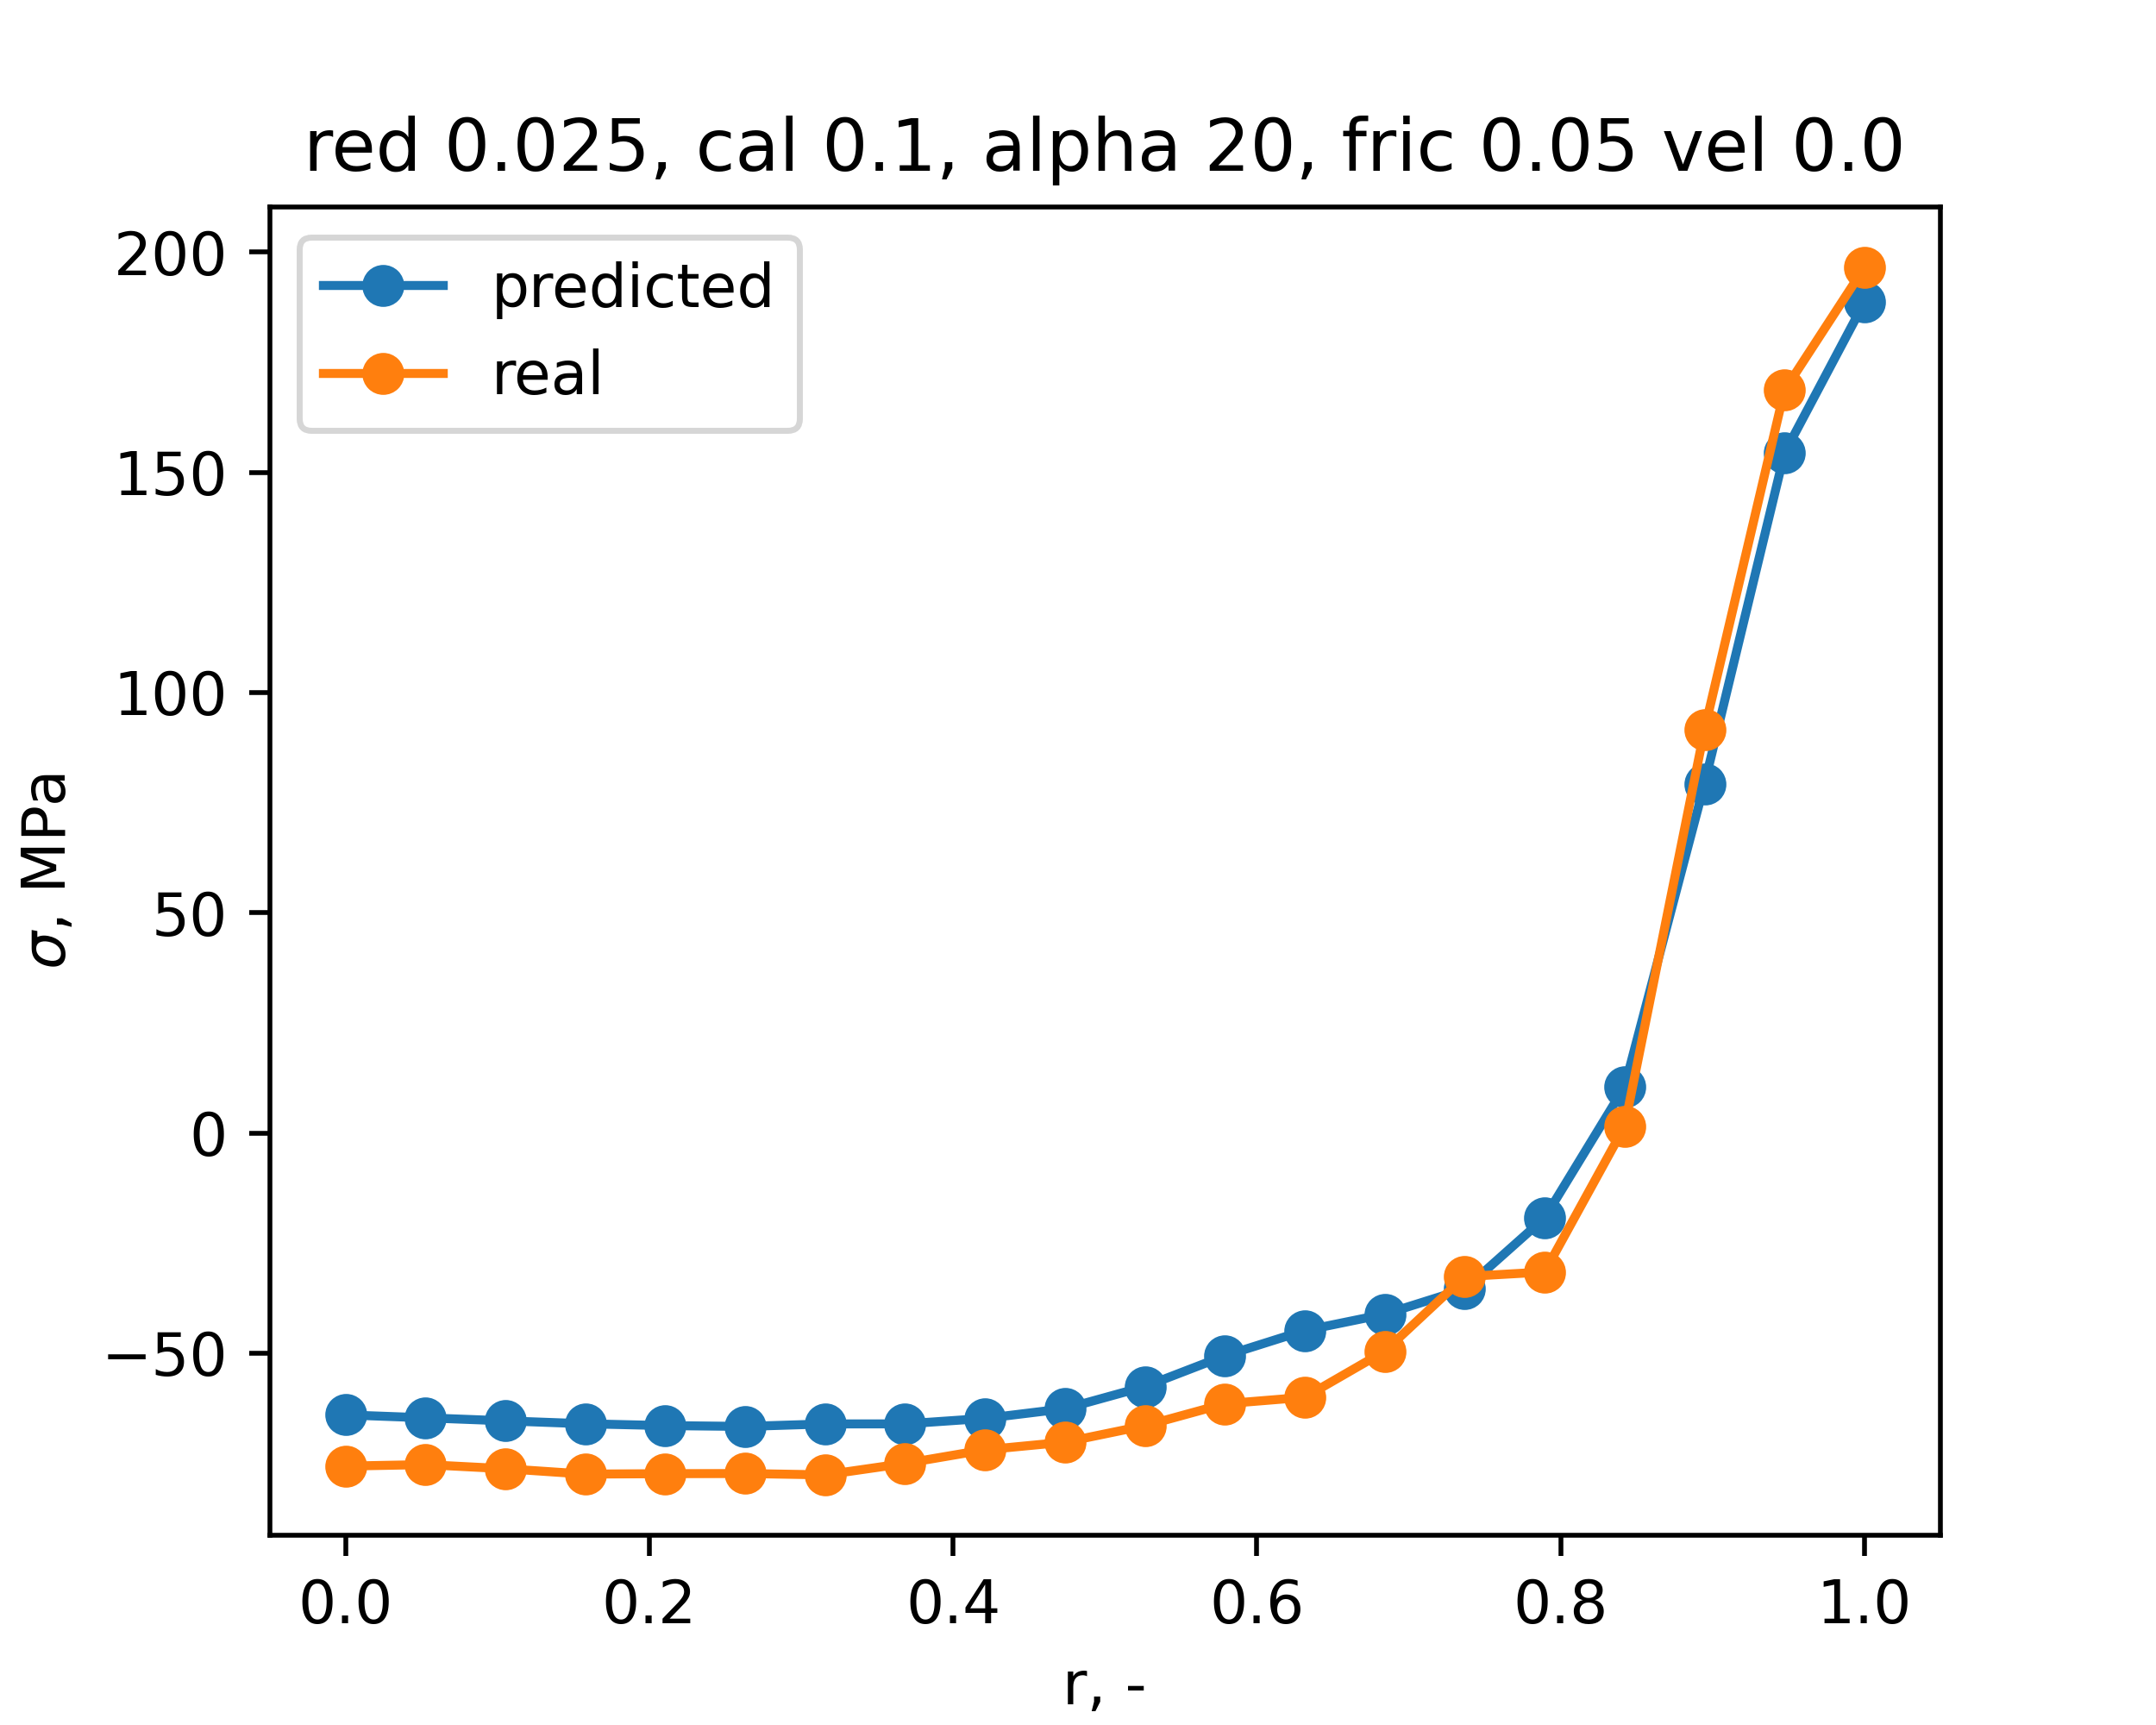 red 0.025, cal 0.1, alpha 20, fric 0.05 vel 0.0
predicted
real
200
150
100
50
0
−50
σ, MPa
0.0 0.2 0.4 0.6 0.8 1.0
r, -